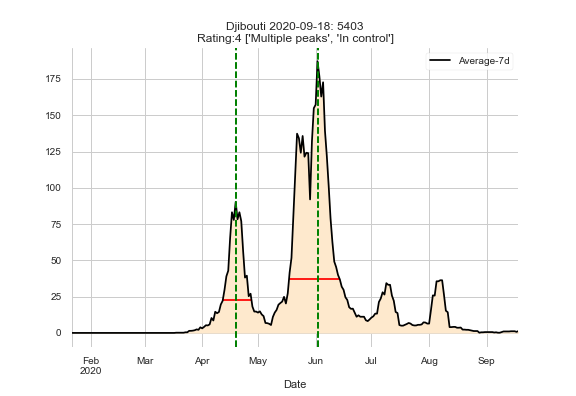 Djibouti 2020-09-18: 5403
Rating:4 ['Multiple peaks', 'In control']
Average-7d
175
150
125
100
75
50
25
0
Feb Mar Apr May Jun Jul Aug Sep
2020
Date